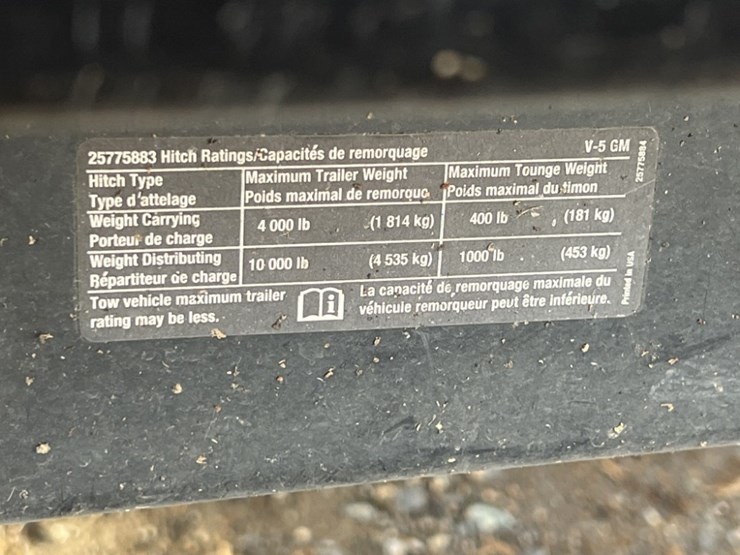 25775883 Hitch Ratings/Capacités de remorquage V-5 GM
Hitch Type Maximum Trailer Weight Maximum Tounge Weight
Type d'attelage Poids maximal de remorquage Poids maximal du timon
Weight Carrying 4 000 lb (1 814 kg) 400 lb (181 kg)
Porteur de charge
Weight Distributing 10 000 lb (4 535 kg) 1000 lb (453 kg)
Répartiteur de charge
Tow vehicle maximum trailer La capacité de remorquage maximale du
rating may be less. véhicule remorqueur peut être inférieure.
25775884
Printed in USA